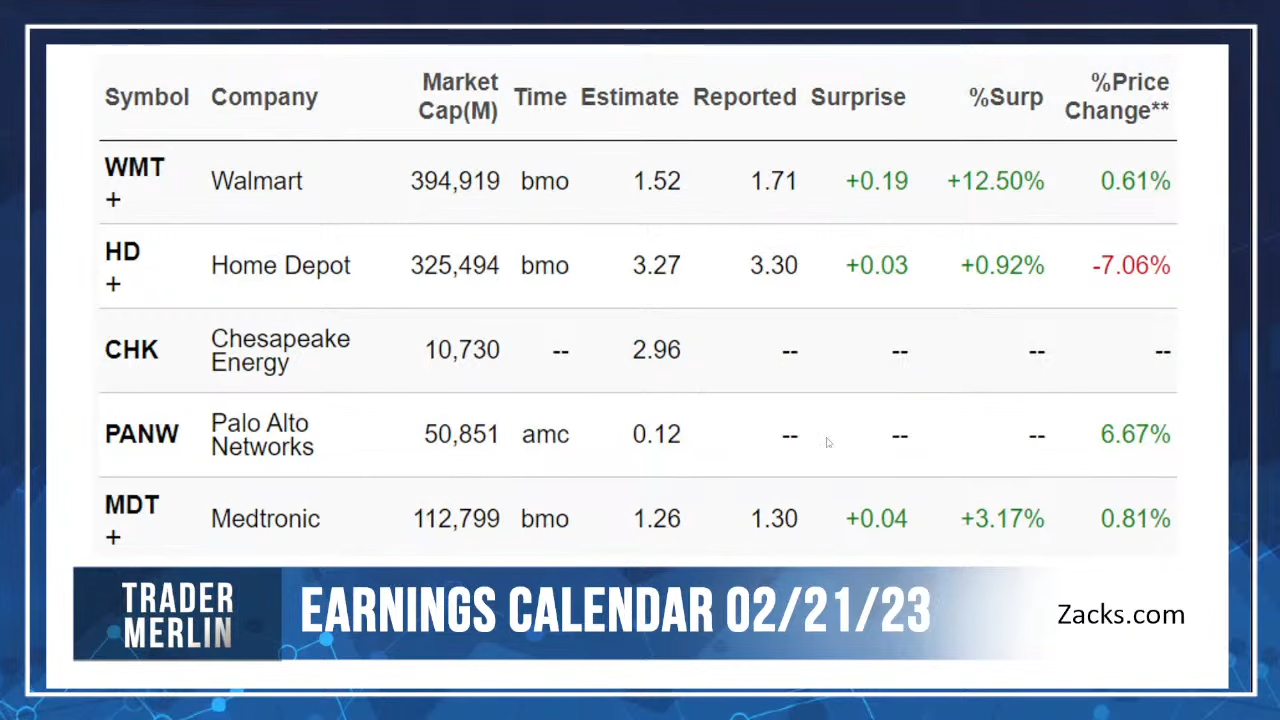 Symbol Company Market Cap(M) Time Estimate Reported Surprise %Surp %Price Change**
WMT + Walmart 394,919 bmo 1.52 1.71 +0.19 +12.50% 0.61%
HD + Home Depot 325,494 bmo 3.27 3.30 +0.03 +0.92% -7.06%
CHK Chesapeake Energy 10,730 -- 2.96 -- -- -- --
PANW Palo Alto Networks 50,851 amc 0.12 -- -- -- 6.67%
MDT + Medtronic 112,799 bmo 1.26 1.30 +0.04 +3.17% 0.81%
TRADER
MERLIN
EARNINGS CALENDAR 02/21/23
Zacks.com